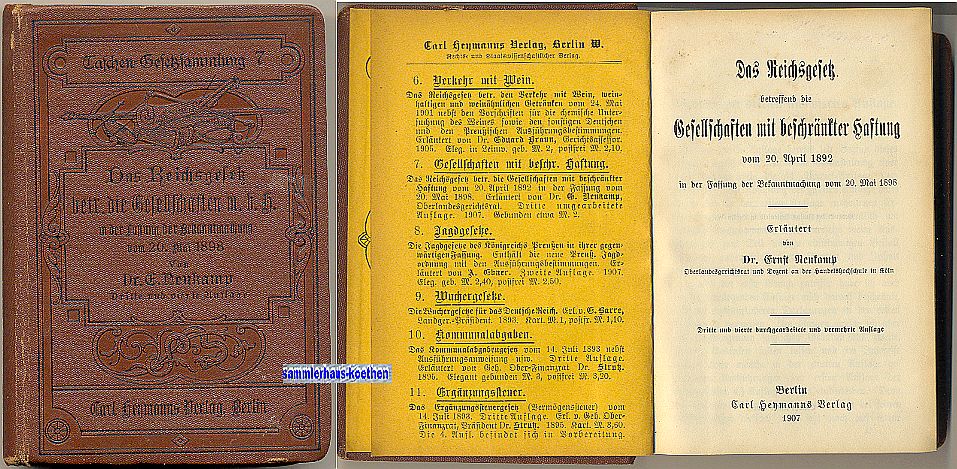 Taschen-Gesetzsammlung 7.
Das Reichsgesetz
betr. die Gesellschaften m. b. H.
in der Fassung der Bekanntmachung
vom 20. Mai 1898
Von
Dr. E. Neukamp
Dritte und vierte Auflage
Carl Heymanns Verlag, Berlin
sammlerhaus-koethen
Carl Heymanns Verlag, Berlin W.
Rechts- und Staatswissenschaftlicher Verlag.
6. Verkehr mit Wein.
Das Reichsgesetz betr. den Verkehr mit Wein, wein-
haltigen und weinähnlichen Getränken vom 24. Mai
1901 nebst den Vorschriften für die chemische Unter-
suchung des Weines sowie den sonstigen Deutschen
und den Preußischen Ausführungsbestimmungen.
Erläutert von Dr. Eduard Braun, Gerichtsassessor.
1905. Eleg. in Leinw. geb. M. 2, postfrei M. 2,10.
7. Gesellschaften mit beschr. Haftung.
Das Reichsgesetz betr. die Gesellschaften mit beschränkter
Haftung vom 20. April 1892 in der Fassung vom
20. Mai 1898. Erläutert von Dr. E. Neukamp,
Oberlandesgerichtsrat. Dritte umgearbeitete
Auflage. 1907. Gebunden etwa M. 2.
8. Jagdgesetze.
Die Jagdgesetze des Königreichs Preußen in ihrer gegen-
wärtigen Fassung. Enthält die neue Preuß. Jagd-
ordnung mit den Ausführungsbestimmungen. Er-
läutert von A. Ebner. Zweite Auflage. 1907.
Eleg. geb. M. 2,40, postfrei M. 2,50.
9. Wuchergesetze.
Die Wuchergesetze für das Deutsche Reich. Erl. v. E. Barre,
Landger.-Präsident. 1893. Kart. M. 1, postfr. M. 1,10.
10. Kommunalabgaben.
Das Kommunalabgabengesetz vom 14. Juli 1893 nebst
Ausführungsanweisung usw. Dritte Auflage.
Erläutert von Geh. Ober-Finanzrat Dr. Strutz.
1895. Elegant gebunden M. 3, postfrei M. 3,20.
11. Ergänzungssteuer.
Das Ergänzungssteuergesetz (Vermögenssteuer) vom
14. Juli 1893. Dritte Auflage. Erl. v. Geh. Ober-
Finanzrat, Präsident Dr. Strutz. 1895. Kart. M. 3,60.
Die 4. Aufl. befindet sich in Vorbereitung.
Das Reichsgesetz
betreffend die
Gesellschaften mit beschränkter Haftung
vom 20. April 1892
in der Fassung der Bekanntmachung vom 20. Mai 1898
Erläutert
von
Dr. Ernst Neukamp
Oberlandesgerichtsrat und Dozent an der Handelshochschule in Köln
Dritte und vierte durchgearbeitete und vermehrte Auflage
Berlin
Carl Heymanns Verlag
1907